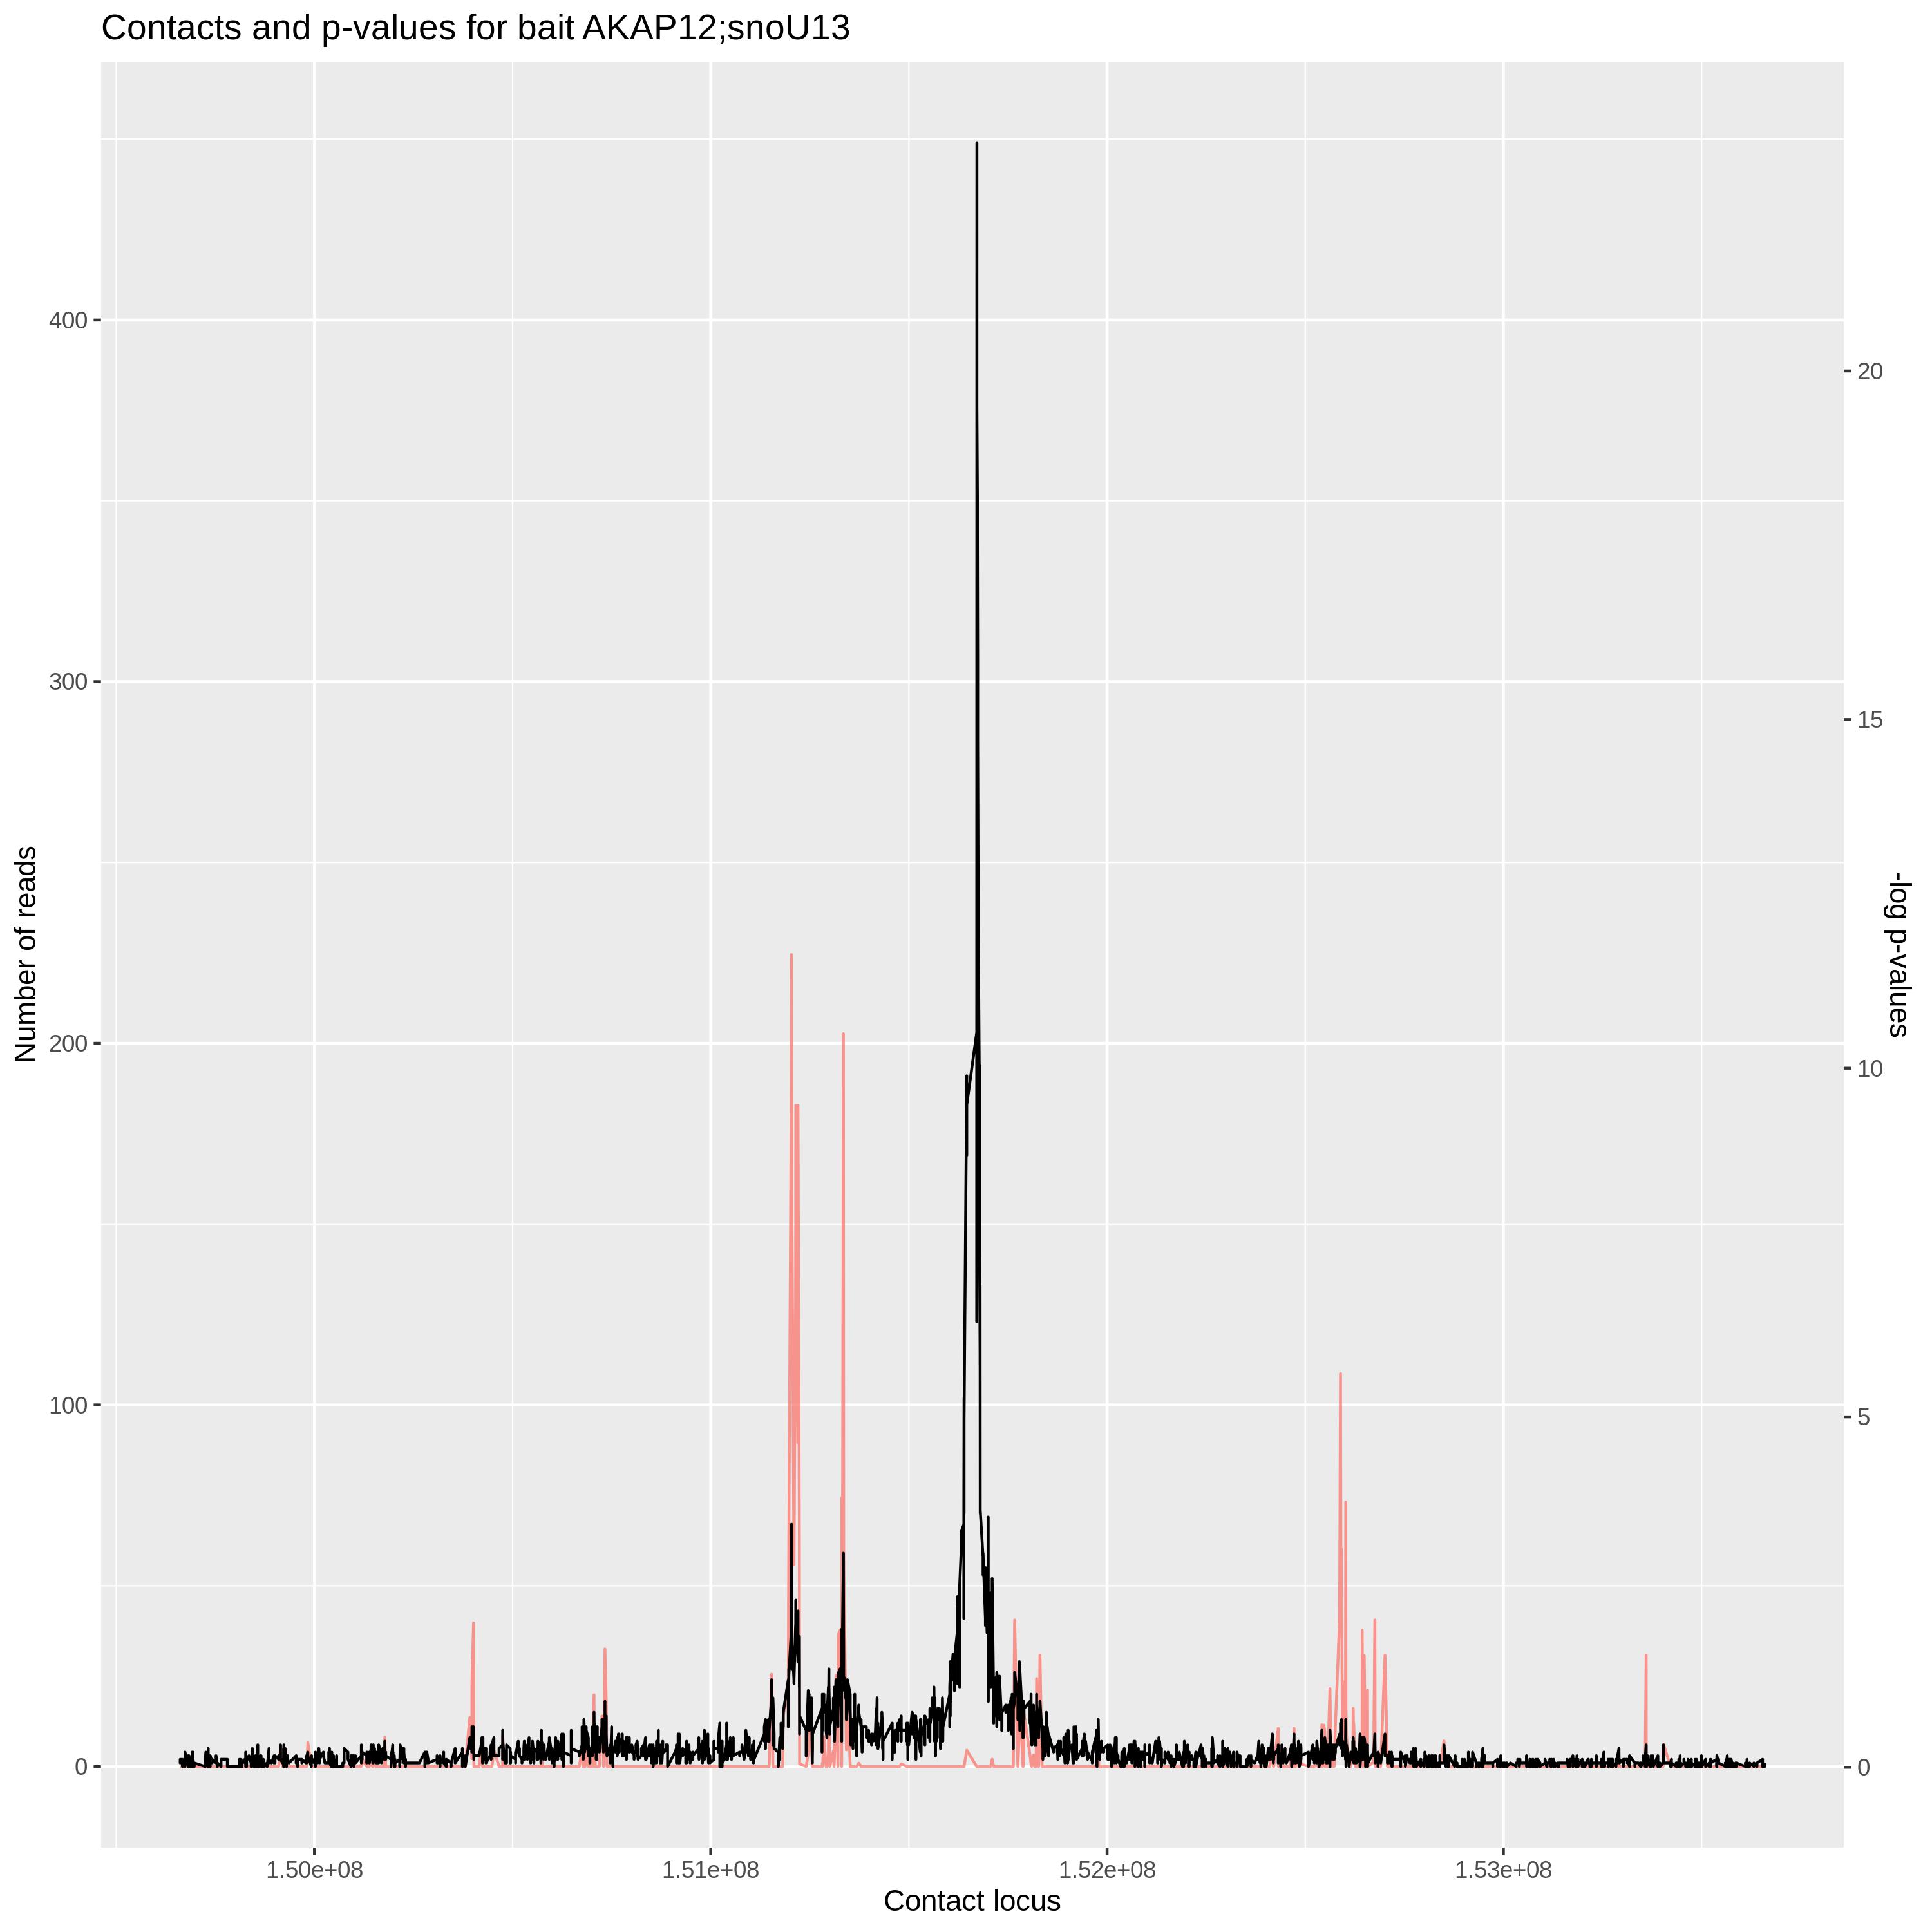 Contacts and p-values for bait AKAP12;snoU13
400
300
200
100
0
20
15
10
5
0
Number of reads
-log p-values
1.50e+08
1.51e+08
1.52e+08
1.53e+08
Contact locus